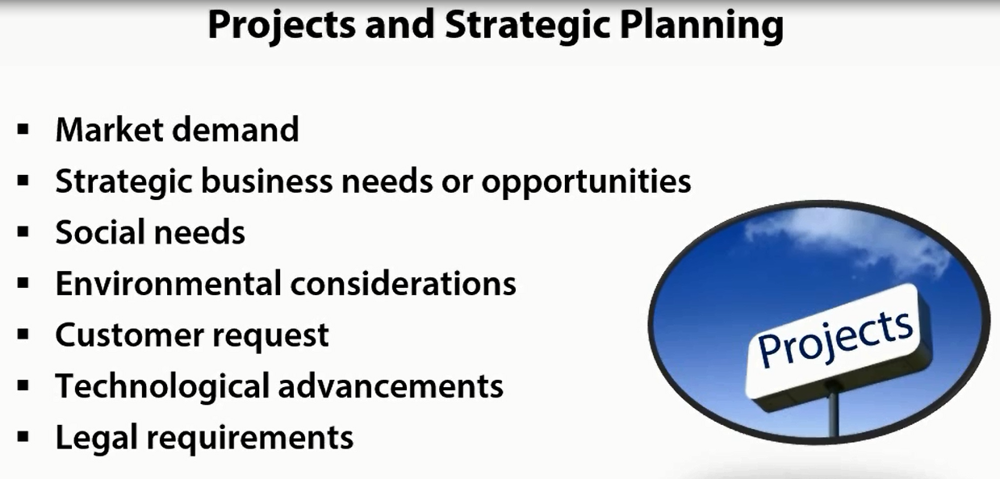 Projects and Strategic Planning
▪ Market demand
▪ Strategic business needs or opportunities
▪ Social needs
▪ Environmental considerations
▪ Customer request
▪ Technological advancements
▪ Legal requirements
Projects